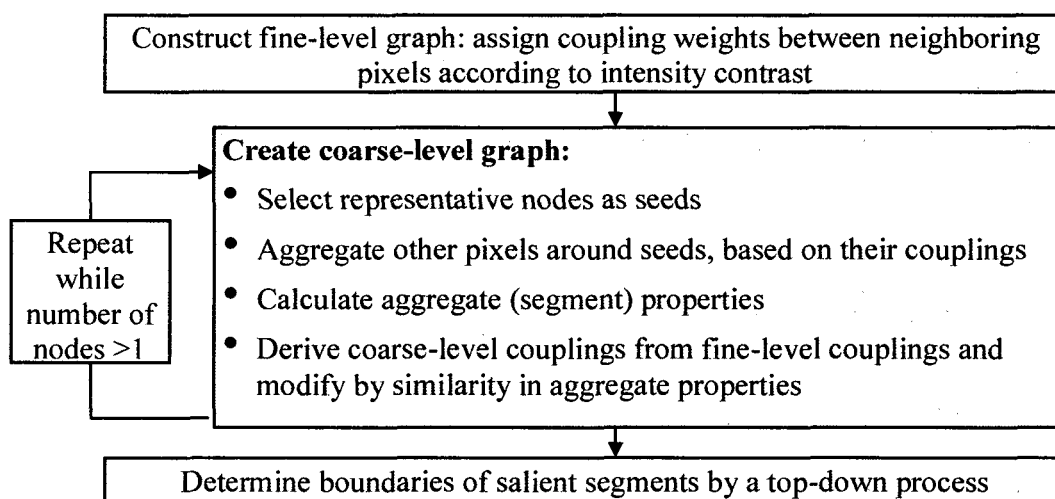 Construct fine-level graph: assign coupling weights between neighboring
pixels according to intensity contrast
Create coarse-level graph:
• Select representative nodes as seeds
• Aggregate other pixels around seeds, based on their couplings
• Calculate aggregate (segment) properties
• Derive coarse-level couplings from fine-level couplings and
modify by similarity in aggregate properties
Repeat
while
number of
nodes >1
Determine boundaries of salient segments by a top-down process